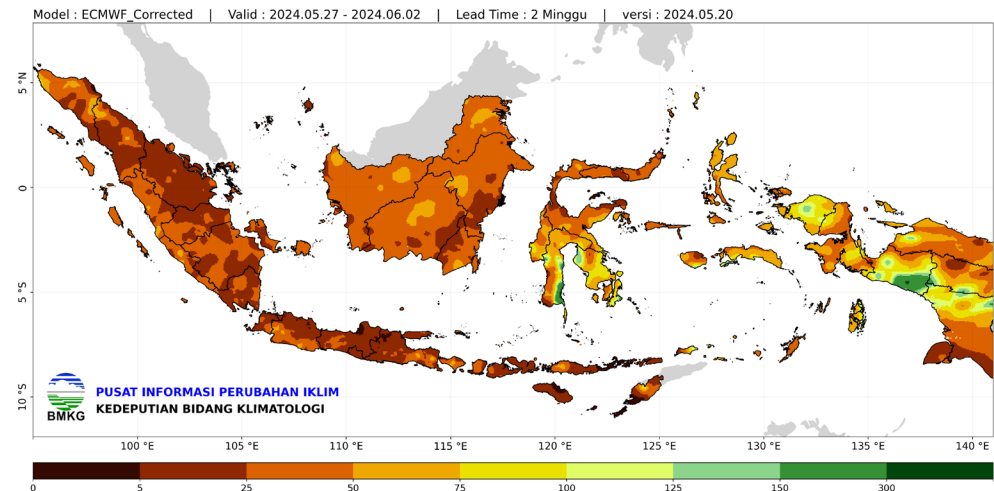 Model : ECMWF_Corrected | Valid : 2024.05.27 - 2024.06.02 | Lead Time : 2 Minggu | versi : 2024.05.20
5 °N
0
5 °S
10 °S
BMKG
PUSAT INFORMASI PERUBAHAN IKLIM
KEDEPUTIAN BIDANG KLIMATOLOGI
100 °E 105 °E 110 °E 115 °E 120 °E 125 °E 130 °E 135 °E 140 °E
0 5 25 50 75 100 125 150 300